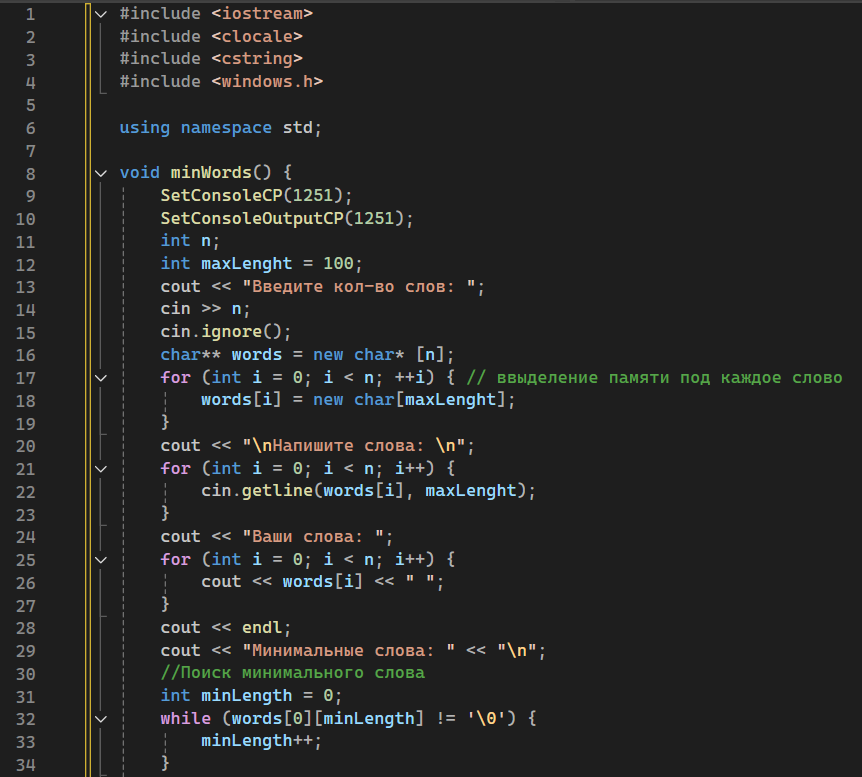 1 #include <iostream>
2 #include <clocale>
3 #include <cstring>
4 #include <windows.h>
5
6 using namespace std;
7
8 void minWords() {
9 SetConsoleCP(1251);
10 SetConsoleOutputCP(1251);
11 int n;
12 int maxLenght = 100;
13 cout << "Введите кол-во слов: ";
14 cin >> n;
15 cin.ignore();
16 char** words = new char* [n];
17 for (int i = 0; i < n; ++i) { // ввыделение памяти под каждое слово
18 words[i] = new char[maxLenght];
19 }
20 cout << "\nНапишите слова: \n";
21 for (int i = 0; i < n; i++) {
22 cin.getline(words[i], maxLenght);
23 }
24 cout << "Ваши слова: ";
25 for (int i = 0; i < n; i++) {
26 cout << words[i] << " ";
27 }
28 cout << endl;
29 cout << "Минимальные слова: " << "\n";
30 //Поиск минимального слова
31 int minLength = 0;
32 while (words[0][minLength] != '\0') {
33 minLength++;
34 }